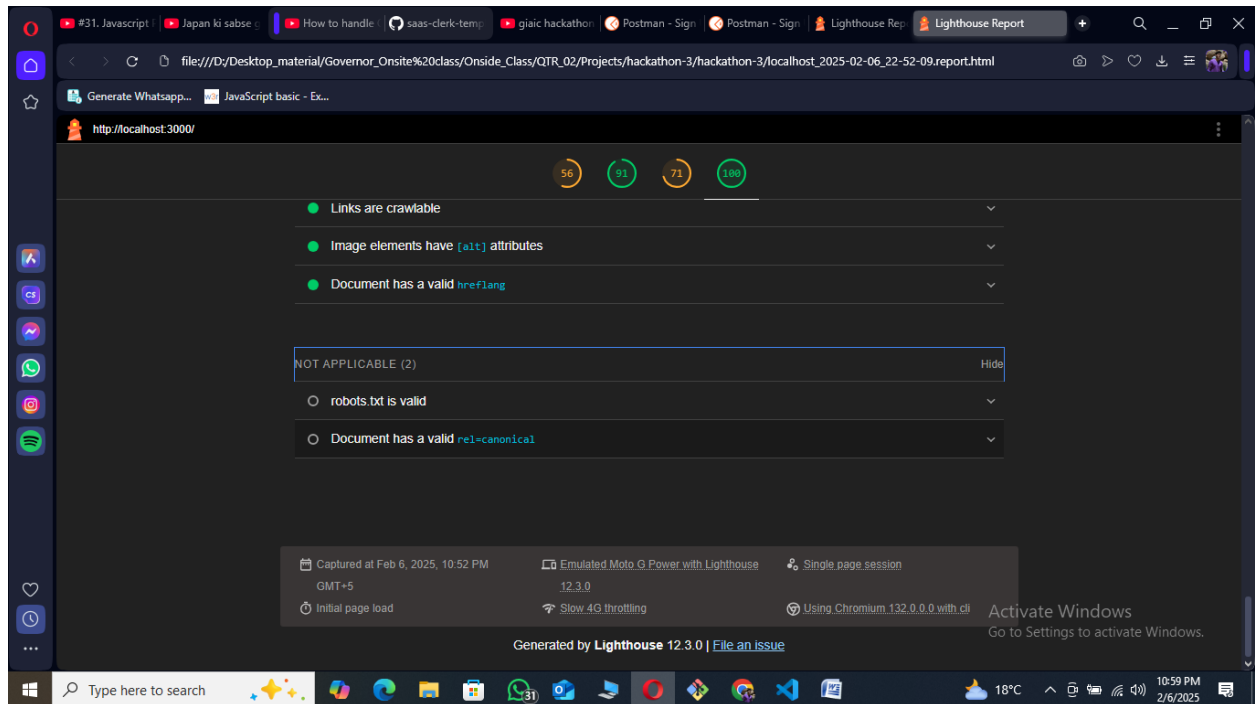 #31. Javascript
Japan ki sabse
How to handle
saas-clerk-temp
giaic hackathon
Postman - Sign
Postman - Sign
Lighthouse Rep
Lighthouse Report
file:///D:/Desktop_material/Governor_Onsite%20class/Onside_Class/QTR_02/Projects/hackathon-3/hackathon-3/localhost_2025-02-06_22-52-09.report.html
Generate Whatsapp...
w3r
JavaScript basic - Ex...
http://localhost:3000/
56
91
71
100
Links are crawlable
Image elements have [alt] attributes
Document has a valid hreflang
NOT APPLICABLE (2)
Hide
robots.txt is valid
Document has a valid rel=canonical
CS
Captured at Feb 6, 2025, 10:52 PM
GMT+5
Emulated Moto G Power with Lighthouse
12.3.0
Single page session
Initial page load
Slow 4G throttling
Using Chromium 132.0.0.0 with cli
Activate Windows
Go to Settings to activate Windows.
Generated by Lighthouse 12.3.0 | File an issue
Type here to search
31
18°C
10:59 PM
2/6/2025